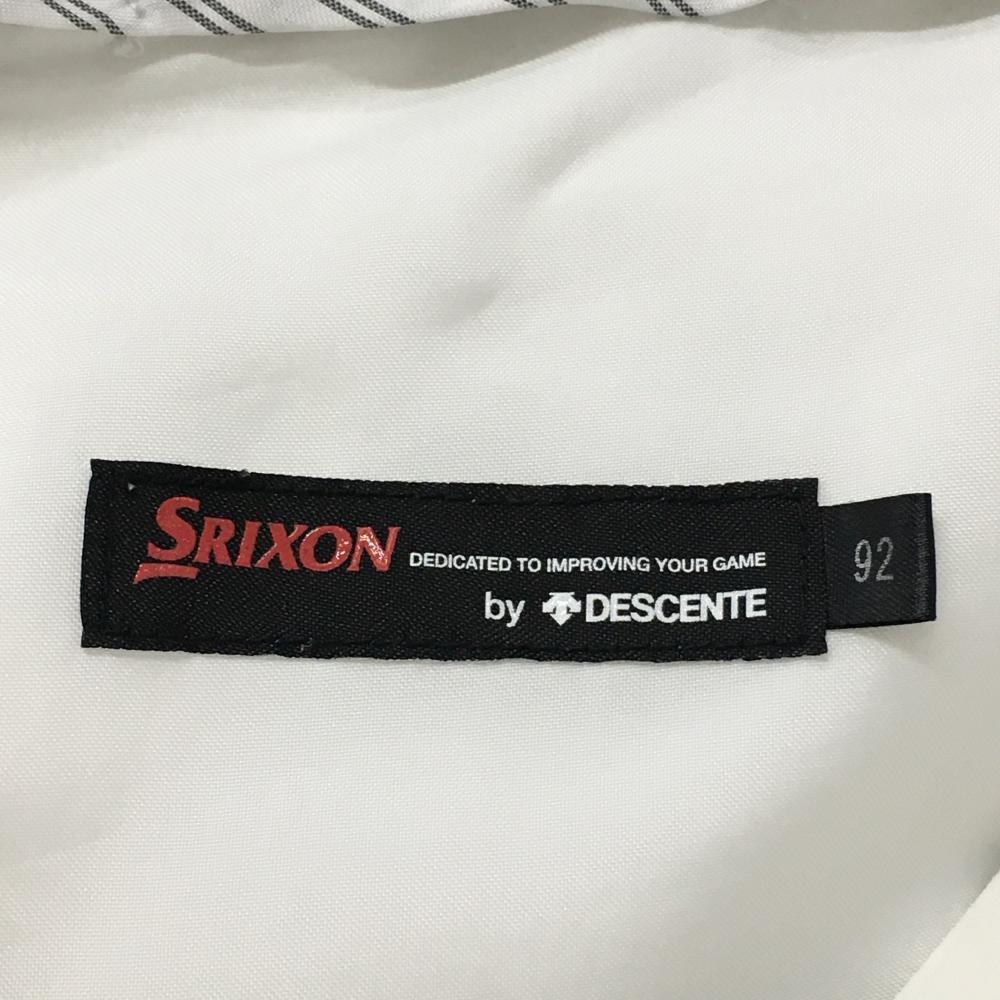 SRIXON DEDICATED TO IMPROVING YOUR GAME
by DESCENTE
92